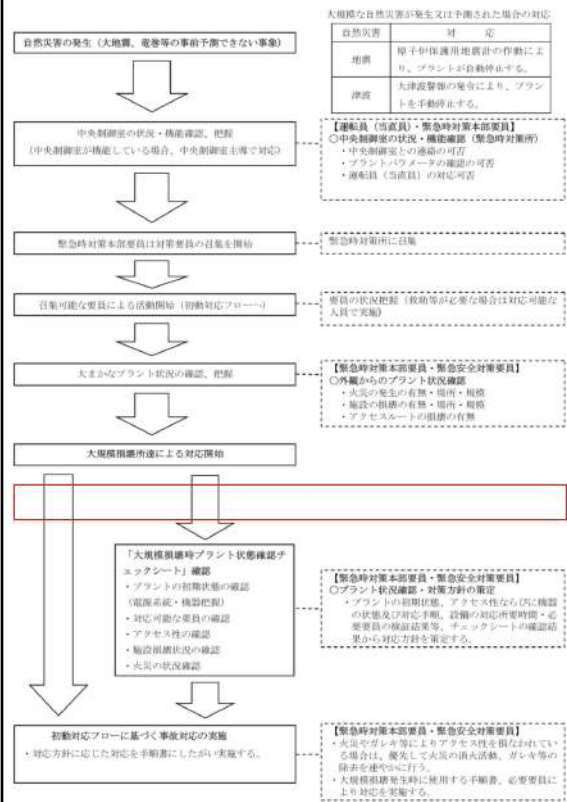 大規模な自然災害が発生又は予測された場合の対応
自然災害 対 応
地震 原子炉保護用地震計の作動によ
り、プラントが自動停止する。
津波 大津波警報の発令により、プラン
トを手動停止する。
自然災害の発生（大地震、竜巻等の事前予測できない事象）
中央制御室の状況・機能確認、把握
（中央制御室が機能している場合、中央制御室主導で対応）
【運転員（当直員）・緊急時対策本部要員】
○中央制御室の状況・機能確認（緊急時対策所）
・中央制御室との連絡の可否
・プラントパラメータの確認の可否
・運転員（当直員）の対応可否
緊急時対策本部要員は対策要員の召集を開始
緊急時対策所に召集
召集可能な要員による活動開始（初動対応フローへ）
要員の状況把握（救助等が必要な場合は対応可能な
人員で実施）
大まかなプラント状況の確認、把握
【緊急時対策本部要員・緊急安全対策要員】
○外観からのプラント状況確認
・火災の発生の有無・場所・規模
・施設の損壊の有無・場所・規模
・アクセスルートの損壊の有無
大規模損壊所達による対応開始
「大規模損壊時プラント状態確認チ
ェックシート」確認
・プラントの初期状態の確認
（電源系統・機器把握）
・対応可能な要員の確認
・アクセス性の確認
・施設損壊状況の確認
・火災の状況確認
【緊急時対策本部要員・緊急安全対策要員】
○プラント状況確認・対策方針の策定
・プラントの初期状態、アクセス性ならびに機器
の状態及び対応手順、設備の対応所要時間・必
要要員の検証結果等、チェックシートの確認結
果から対応方針を策定する。
初動対応フローに基づく事故対応の実施
・対応方針に応じた対応を手順書にしたがい実施する。
【緊急時対策本部要員・緊急安全対策要員】
・火災やガレキ等によりアクセス性を損なわれてい
る場合は、優先して火災の消火活動、ガレキ等の
除去を速やかに行う。
・大規模損壊発生時に使用する手順書、必要要員に
より対応を実施する。